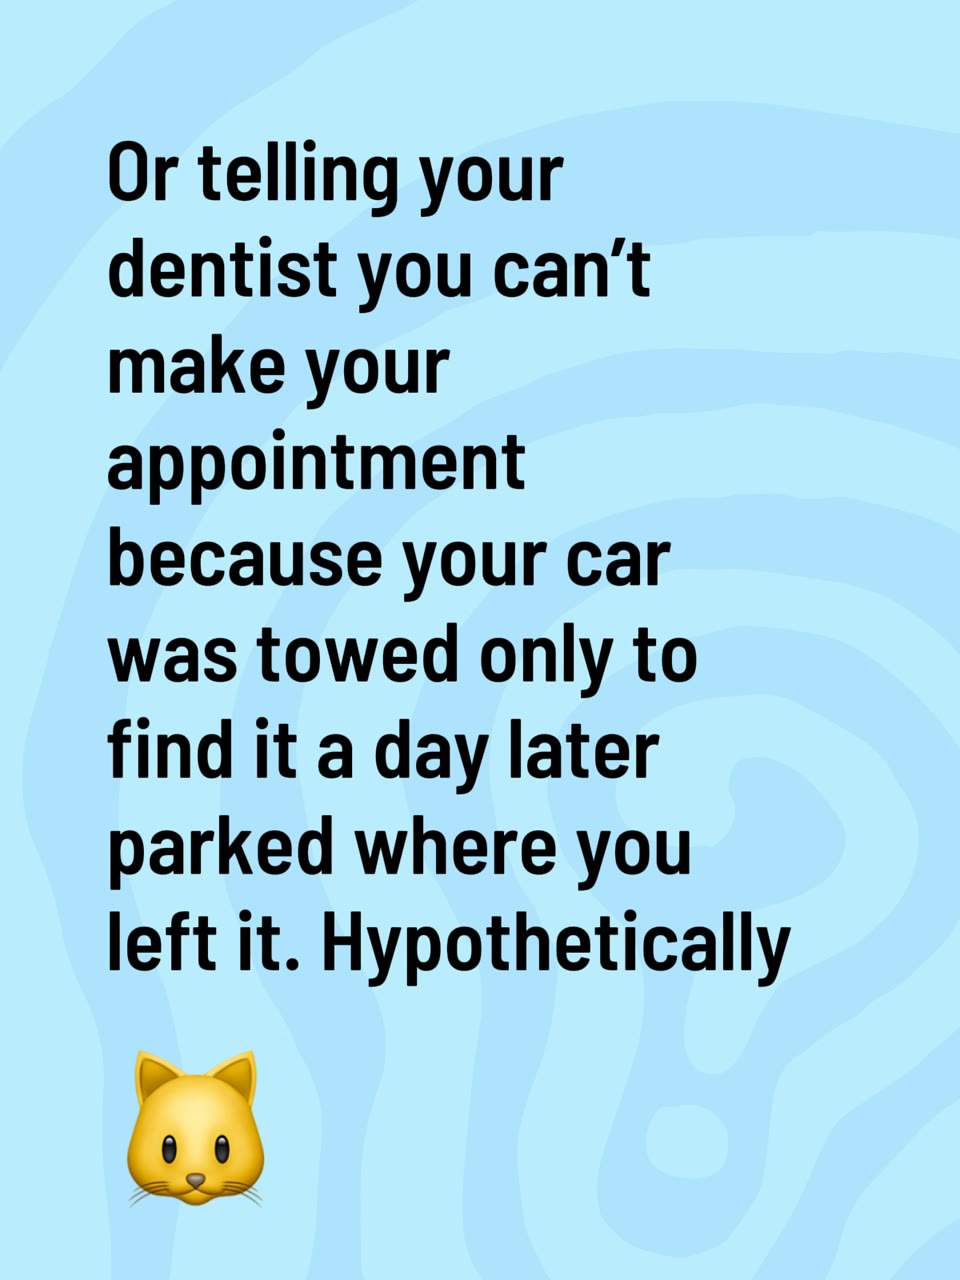 Or telling your
dentist you can’t
make your
appointment
because your car
was towed only to
find it a day later
parked where you
left it. Hypothetically